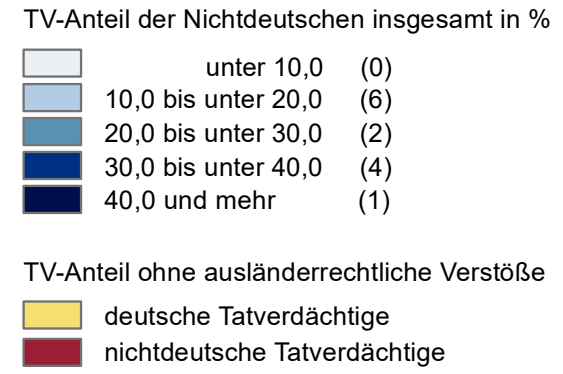 TV-Anteil der Nichtdeutschen insgesamt in %
unter 10,0 (0)
10,0 bis unter 20,0 (6)
20,0 bis unter 30,0 (2)
30,0 bis unter 40,0 (4)
40,0 und mehr (1)
TV-Anteil ohne ausländerrechtliche Verstöße
deutsche Tatverdächtige
nichtdeutsche Tatverdächtige